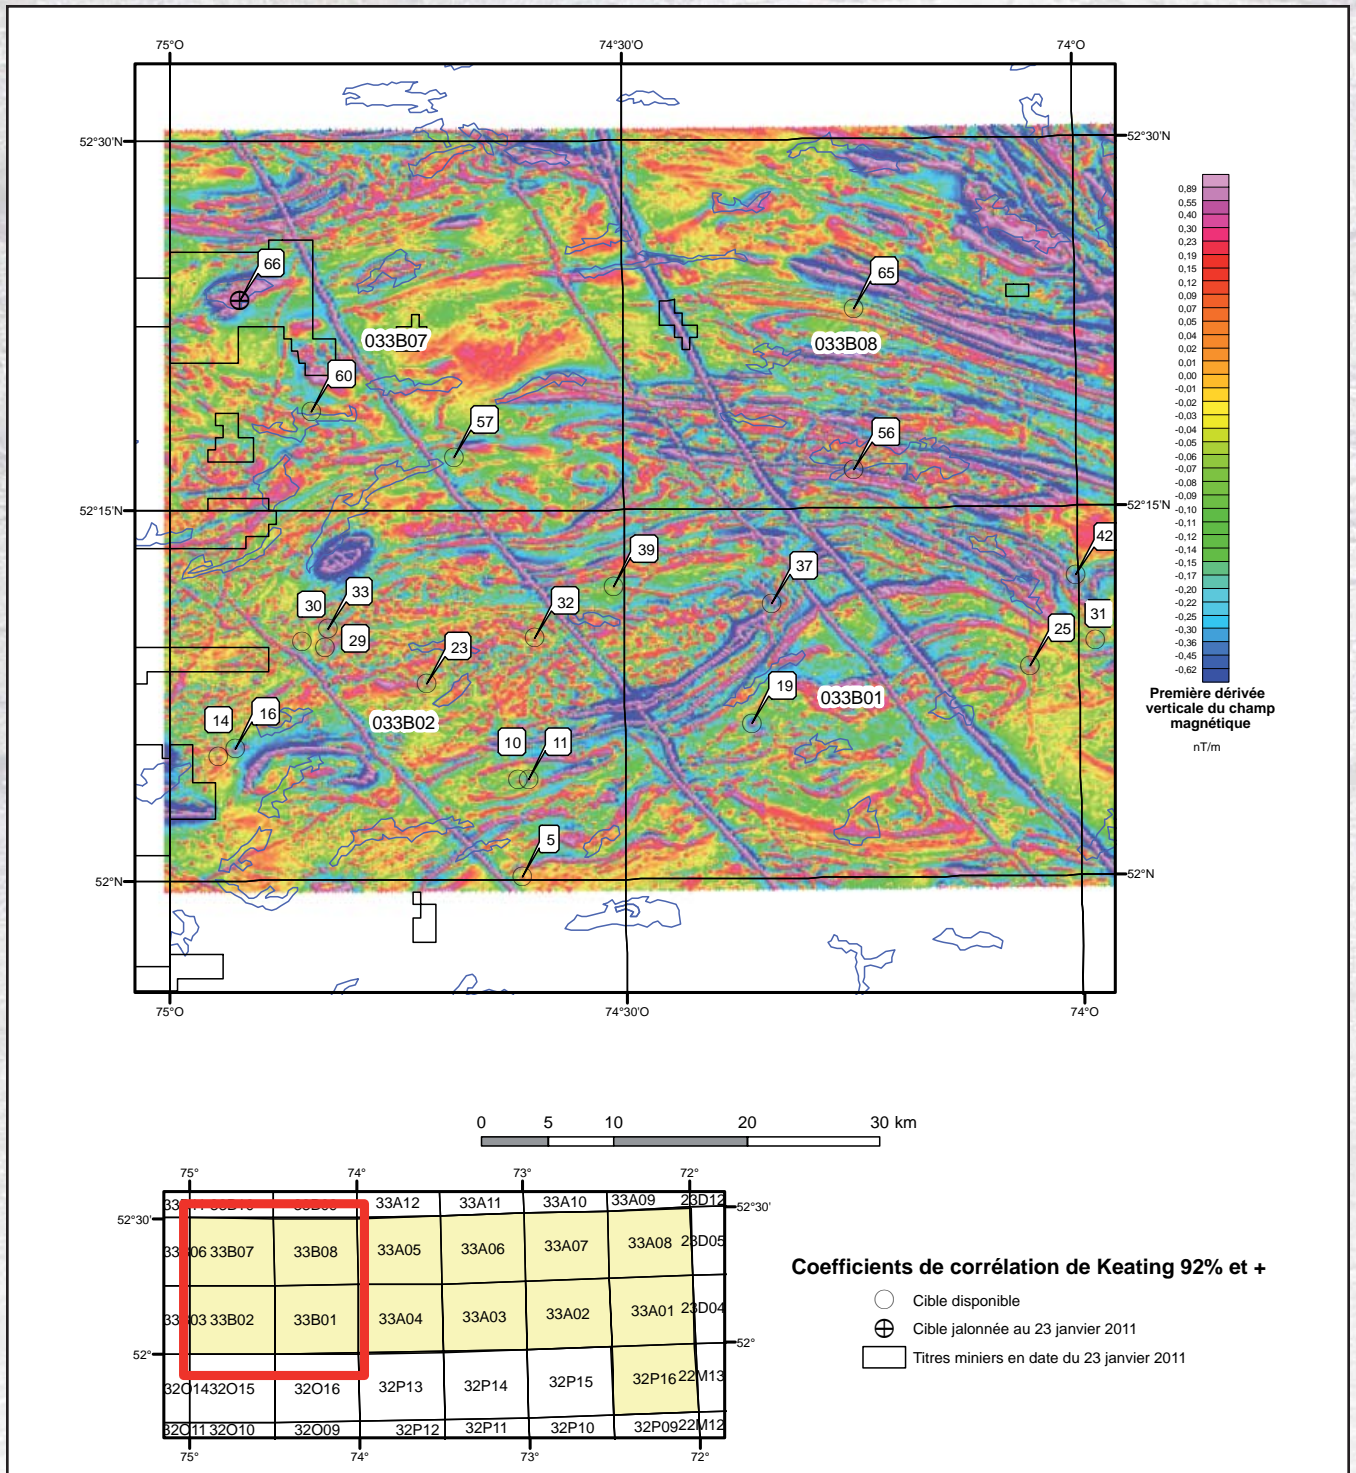 75°O
74°30'O
74°O
52°30'N
52°30'N
66
65
033B07
033B08
60
57
56
52°15'N
52°15'N
42
39
37
30
33
32
31
29
25
23
19
033B01
16
14
033B02
10
11
5
52°N
52°N
75°O
74°30'O
74°O
0,89
0,55
0,40
0,30
0,23
0,19
0,15
0,12
0,09
0,07
0,05
0,04
0,02
0,01
0,00
-0,00
-0,01
-0,02
-0,03
-0,04
-0,05
-0,06
-0,07
-0,08
-0,09
-0,10
-0,11
-0,12
-0,14
-0,15
-0,17
-0,20
-0,22
-0,25
-0,30
-0,36
-0,45
-0,62
Première dérivée
verticale du champ
magnétique
nT/m
0 5 10 20 30 km
75° 74° 73° 72°
33A12 33A11 33A10 33A09 23D12
52°30' 52°30'
33B07 33B08 33A05 33A06 33A07 33A08 23D05
33B02 33B01 33A04 33A03 33A02 33A01 23D04
52° 52°
32O14 32O15 32O16 32P13 32P14 32P15 32P16 22M13
32O11 32O10 32O09 32P12 32P11 32P10 32P09 22M12
75° 74° 73° 72°
Coefficients de corrélation de Keating 92% et +
Cible disponible
Cible jalonnée au 23 janvier 2011
Titres miniers en date du 23 janvier 2011